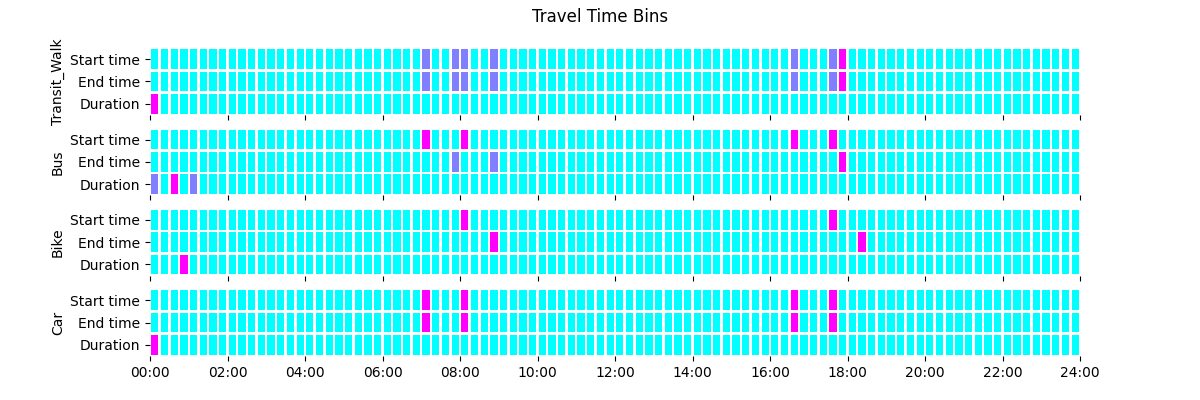 Travel Time Bins
Transit_Walk
Start time
End time
Duration
Bus
Start time
End time
Duration
Bike
Start time
End time
Duration
Car
Start time
End time
Duration
00:00 02:00 04:00 06:00 08:00 10:00 12:00 14:00 16:00 18:00 20:00 22:00 24:00